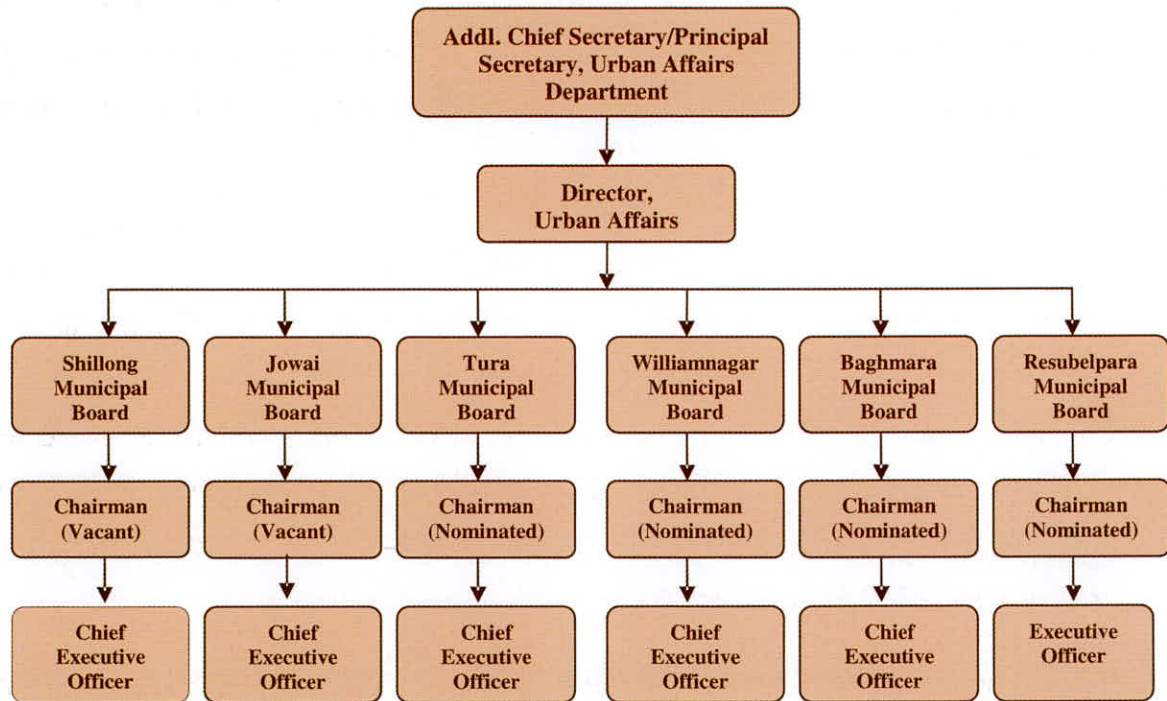 Addl. Chief Secretary/Principal
Secretary, Urban Affairs
Department
Director,
Urban Affairs
Shillong
Municipal
Board
Jowai
Municipal
Board
Tura
Municipal
Board
Williamnagar
Municipal
Board
Baghmara
Municipal
Board
Resubelpara
Municipal
Board
Chairman
(Vacant)
Chairman
(Vacant)
Chairman
(Nominated)
Chairman
(Nominated)
Chairman
(Nominated)
Chairman
(Nominated)
Chief
Executive
Officer
Chief
Executive
Officer
Chief
Executive
Officer
Chief
Executive
Officer
Chief
Executive
Officer
Executive
Officer